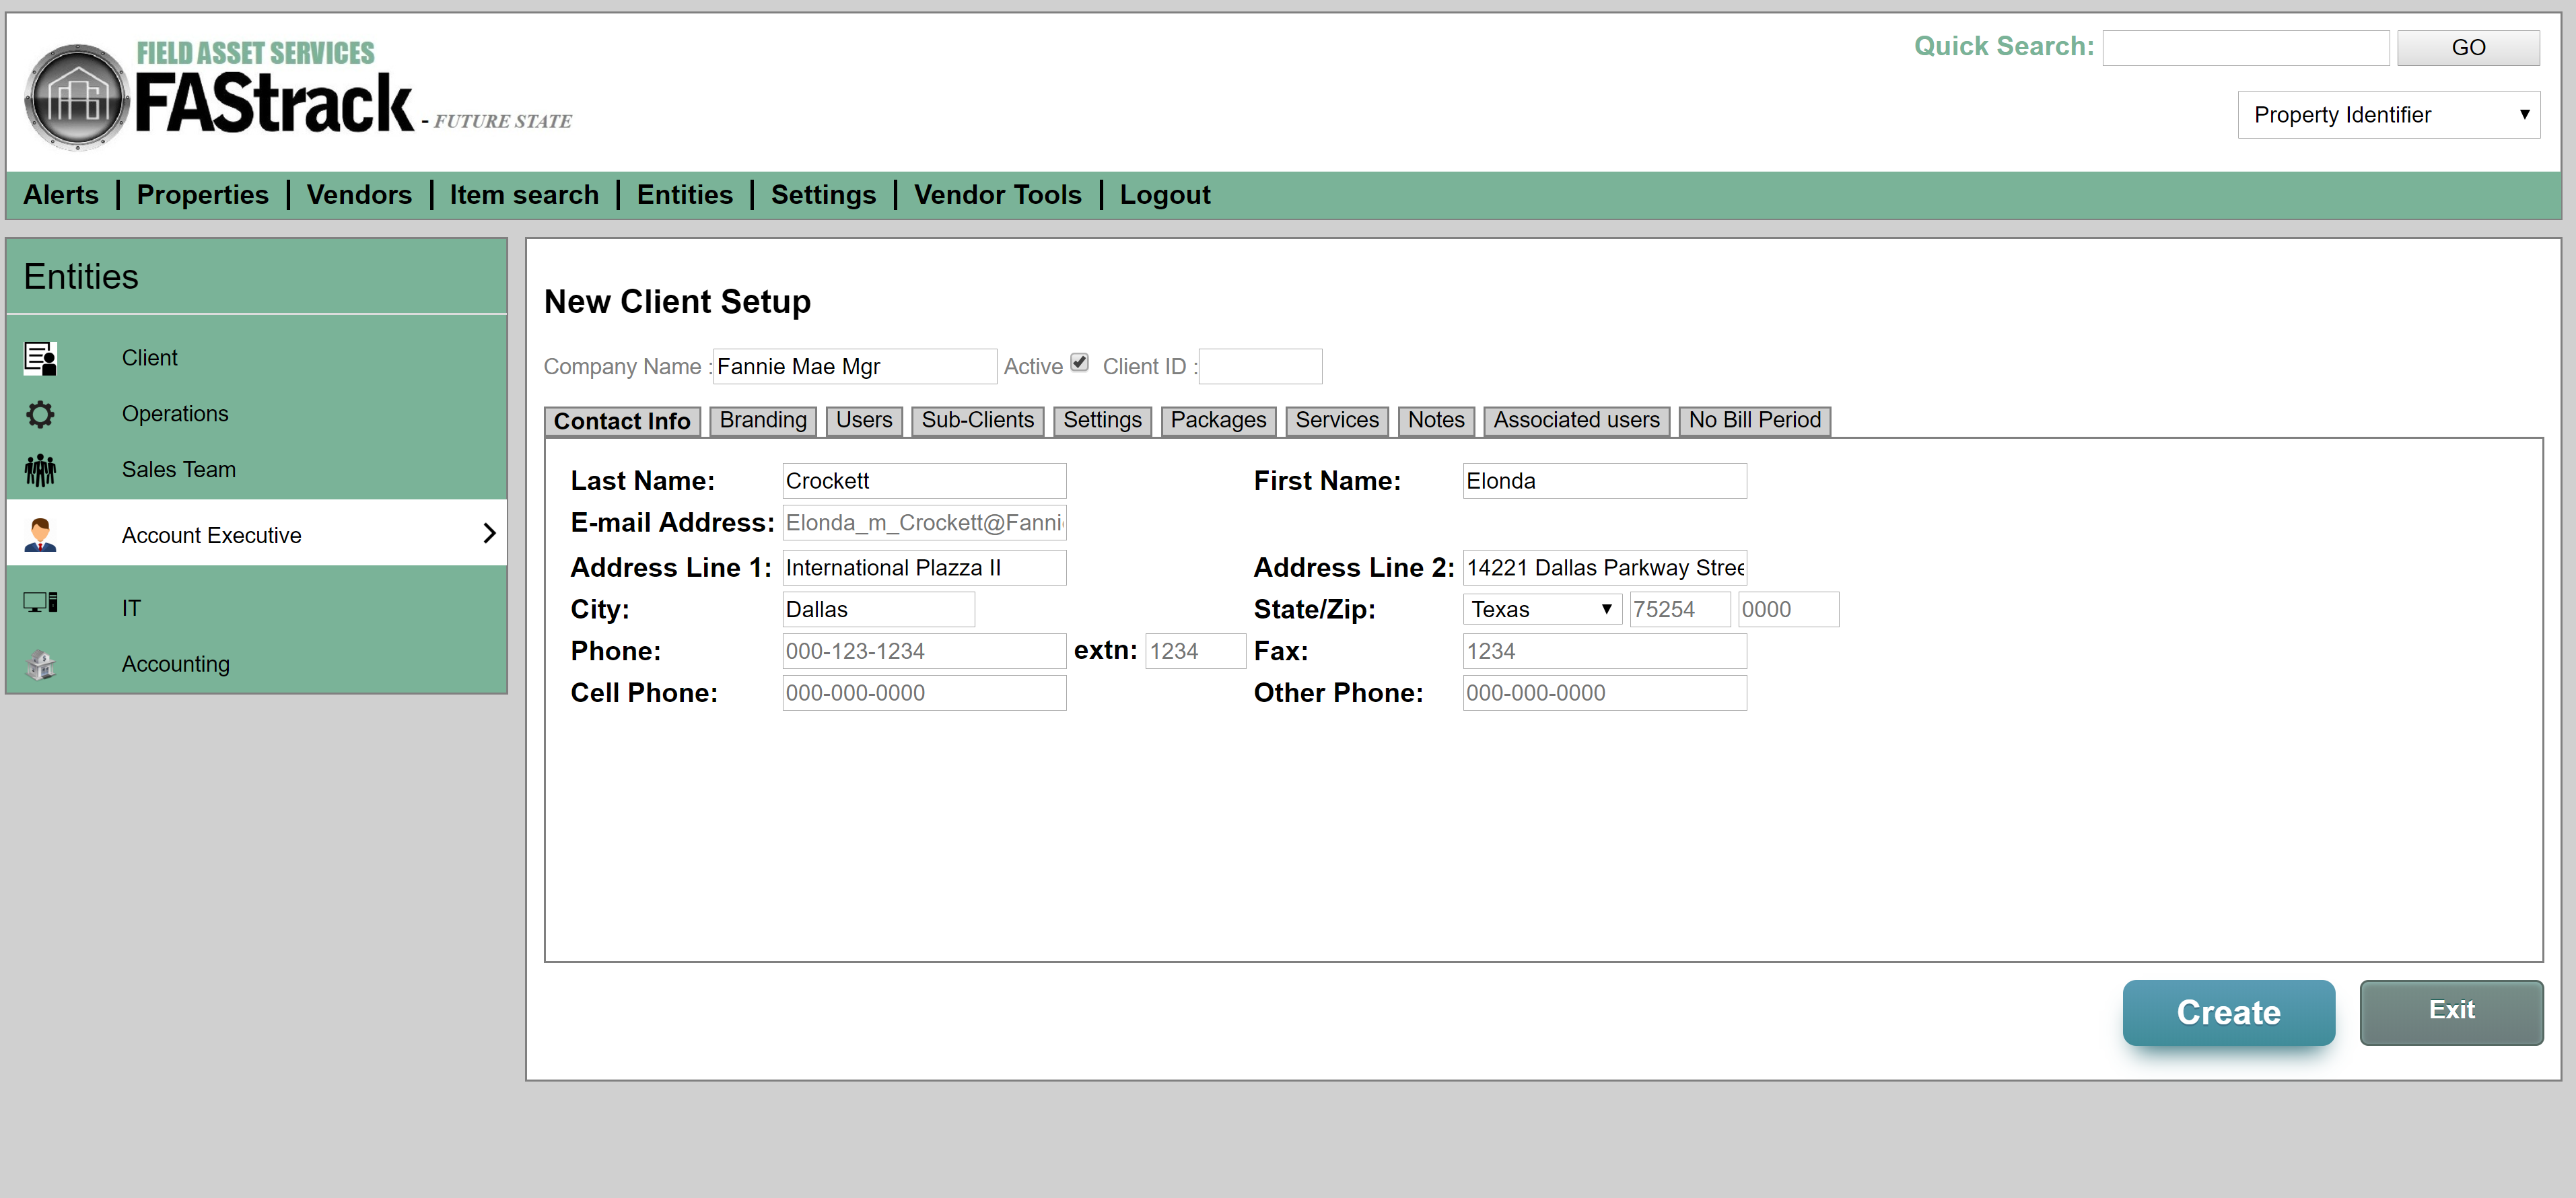 FIELD ASSET SERVICES
FAStrack - FUTURE STATE
Quick Search: GO
Property Identifier
Alerts | Properties | Vendors | Item search | Entities | Settings | Vendor Tools | Logout
Entities
Client
Operations
Sales Team
Account Executive
IT
Accounting
New Client Setup
Company Name : Fannie Mae Mgr Active Client ID :
Contact Info Branding Users Sub-Clients Settings Packages Services Notes Associated users No Bill Period
Last Name: Crockett First Name: Elonda
E-mail Address: Elonda_m_Crockett@Fanni
Address Line 1: International Plazza II Address Line 2: 14221 Dallas Parkway Stree
City: Dallas State/Zip: Texas 75254 0000
Phone: 000-123-1234 extn: 1234 Fax: 1234
Cell Phone: 000-000-0000 Other Phone: 000-000-0000
Create Exit